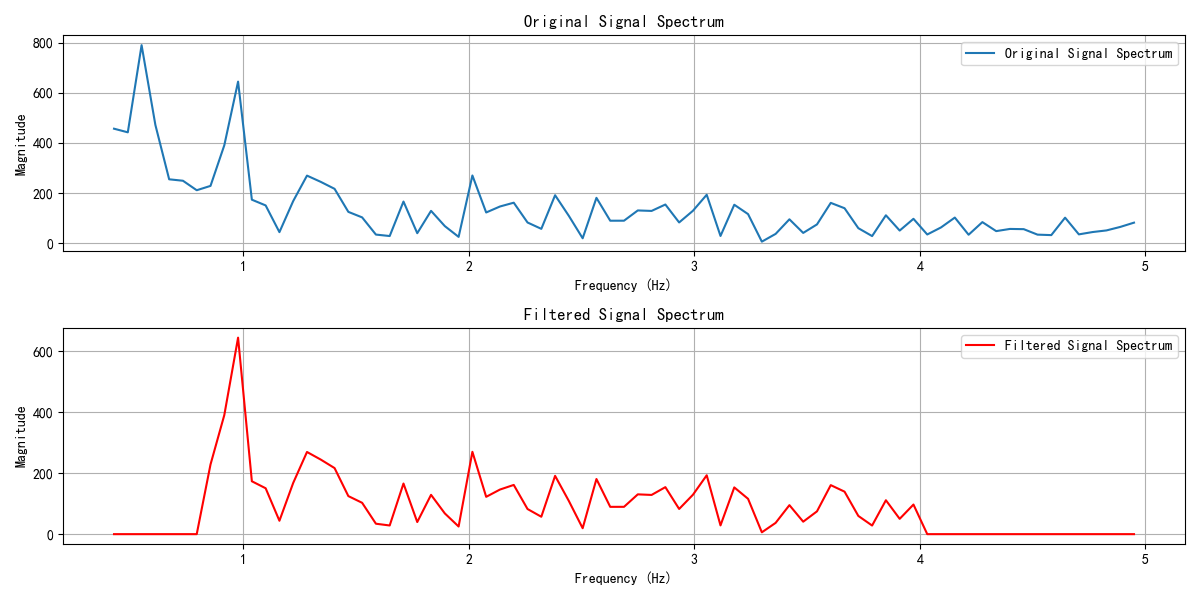 Original Signal Spectrum
800
600
400
200
0
Magnitude
Original Signal Spectrum
1 2 3 4 5
Frequency (Hz)
Filtered Signal Spectrum
600
400
200
0
Magnitude
Filtered Signal Spectrum
1 2 3 4 5
Frequency (Hz)